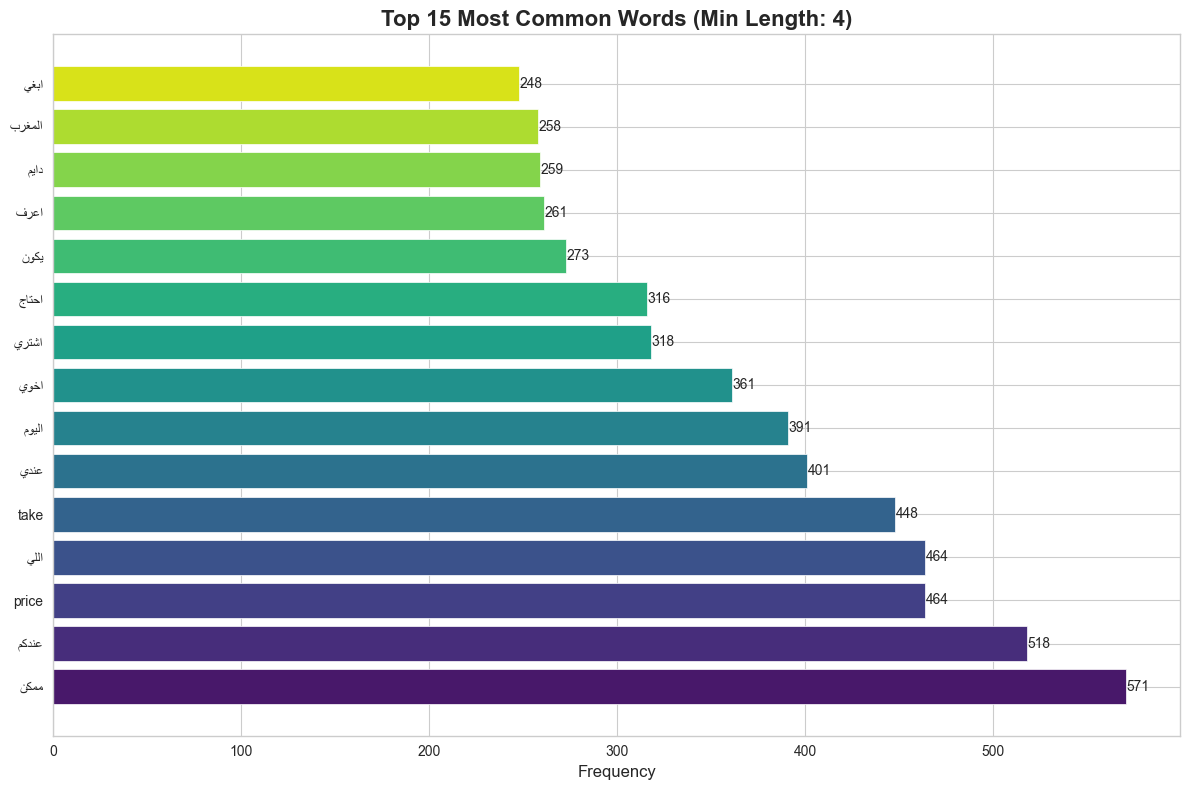 Top 15 Most Common Words (Min Length: 4)
ابغي 248
المغرب 258
دايم 259
اعرف 261
يكون 273
احتاج 316
اشتري 318
اخوي 361
اليوم 391
عندي 401
take 448
اللي 464
price 464
عندكم 518
ممكن 571
0 100 200 300 400 500
Frequency